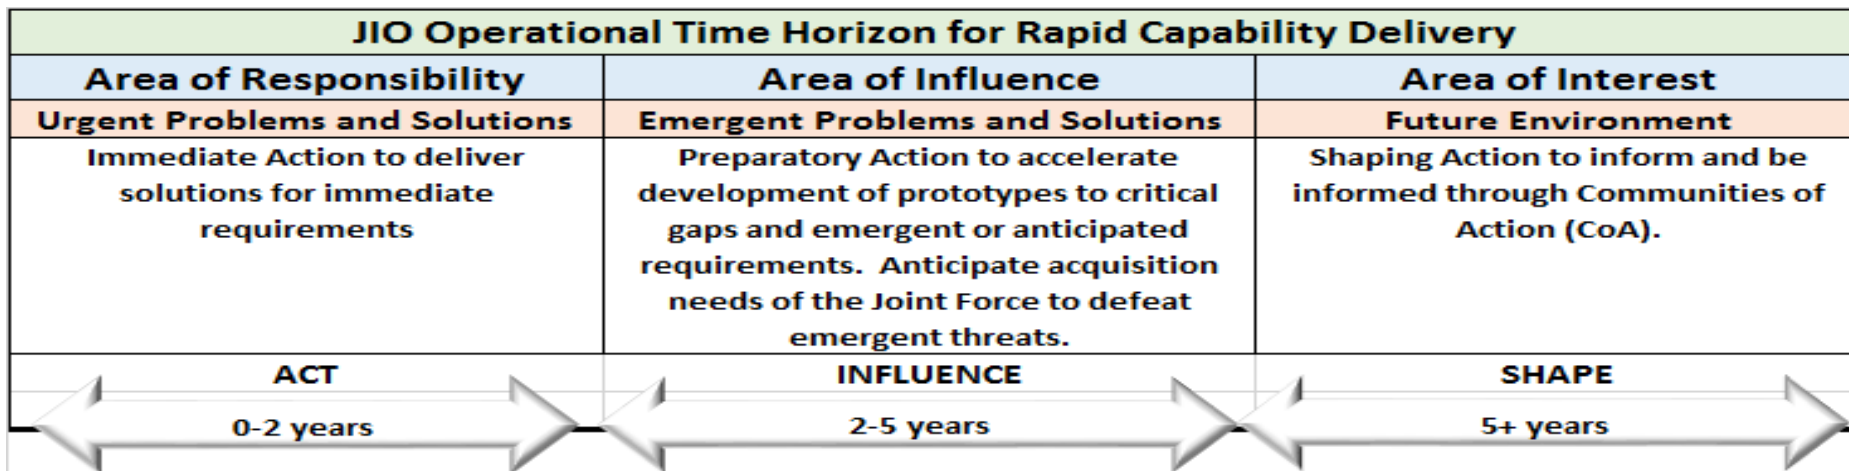 JIO Operational Time Horizon for Rapid Capability Delivery
Area of Responsibility
Area of Influence
Area of Interest
Urgent Problems and Solutions
Emergent Problems and Solutions
Future Environment
Immediate Action to deliver
solutions for immediate
requirements
Preparatory Action to accelerate
development of prototypes to critical
gaps and emergent or anticipated
requirements. Anticipate acquisition
needs of the Joint Force to defeat
emergent threats.
Shaping Action to inform and be
informed through Communities of
Action (CoA).
ACT
INFLUENCE
SHAPE
0-2 years
2-5 years
5+ years